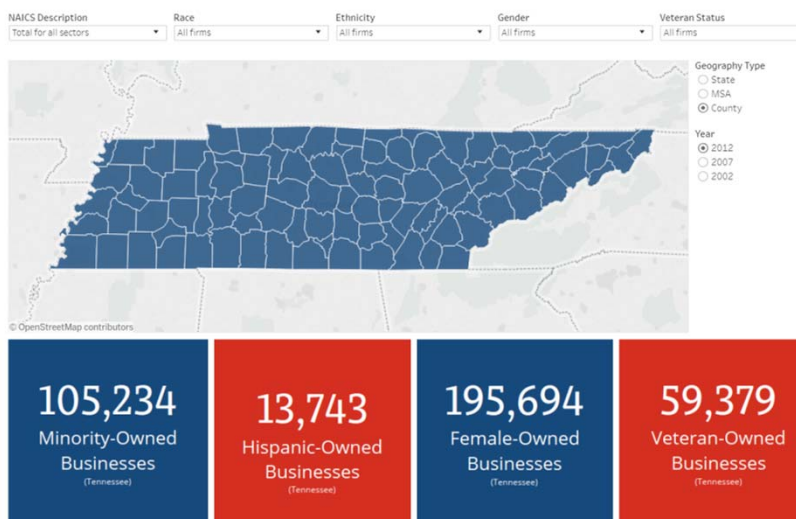 NAICS Description
Total for all sectors
Race
All firms
Ethnicity
All firms
Gender
All firms
Veteran Status
All firms
Geography Type
State
MSA
County
Year
2012
2007
2002
© OpenStreetMap contributors
105,234
Minority-Owned
Businesses
(Tennessee)
13,743
Hispanic-Owned
Businesses
(Tennessee)
195,694
Female-Owned
Businesses
(Tennessee)
59,379
Veteran-Owned
Businesses
(Tennessee)